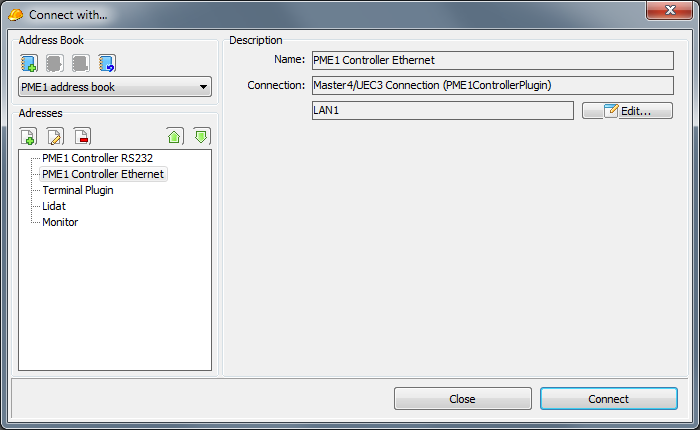 Connect with...
Address Book
PME1 address book
Adresses
PME1 Controller RS232
PME1 Controller Ethernet
Terminal Plugin
Lidat
Monitor
Description
Name: PME1 Controller Ethernet
Connection: Master4/UEC3 Connection (PME1ControllerPlugin)
LAN1 Edit...
Close Connect